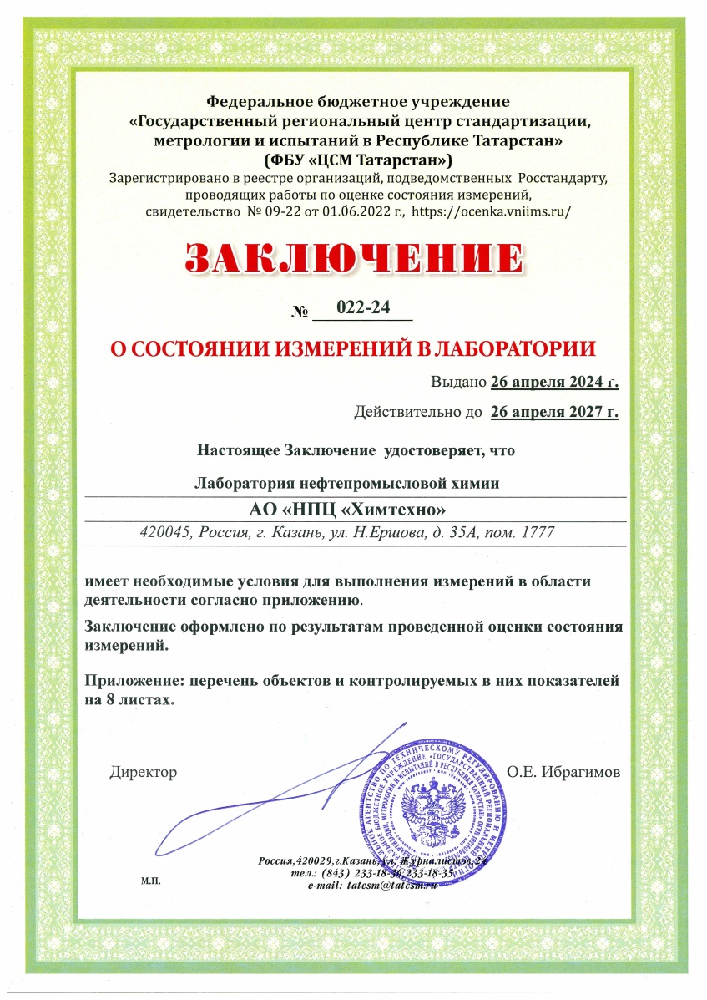 Федеральное бюджетное учреждение
«Государственный региональный центр стандартизации,
метрологии и испытаний в Республике Татарстан»
(ФБУ «ЦСМ Татарстан»)
Зарегистрировано в реестре организаций, подведомственных Росстандарту,
проводящих работы по оценке состояния измерений,
свидетельство № 09-22 от 01.06.2022 г., https://ocenka.vniims.ru/
ЗАКЛЮЧЕНИЕ
№ 022-24
О СОСТОЯНИИ ИЗМЕРЕНИЙ В ЛАБОРАТОРИИ
Выдано 26 апреля 2024 г.
Действительно до 26 апреля 2027 г.
Настоящее Заключение удостоверяет, что
Лаборатория нефтепромысловой химии
АО «НПЦ «Химтехно»
420045, Россия, г. Казань, ул. Н.Ершова, д. 35А, пом. 1777
имеет необходимые условия для выполнения измерений в области
деятельности согласно приложению.
Заключение оформлено по результатам проведенной оценки состояния
измерений.
Приложение: перечень объектов и контролируемых в них показателей
на 8 листах.
Директор
О.Е. Ибрагимов
Россия,420029,г.Казань,ул. Журналистов,24
тел.: (843) 233-18-36,233-18-35,
м.п.
e-mail: tatcsm@tatcsm.ru